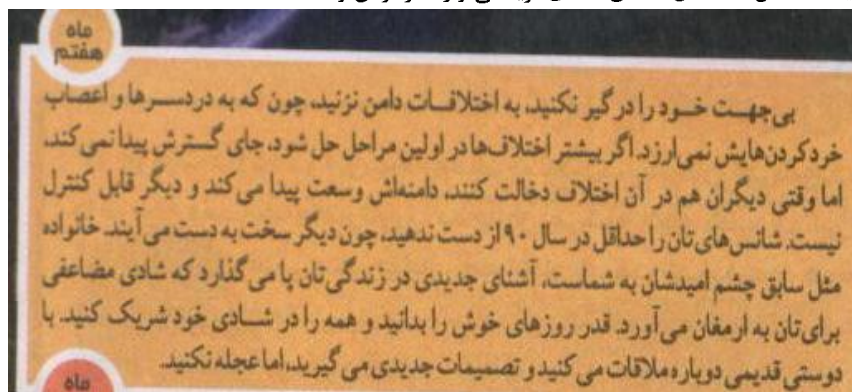 ماه
هفتم
بی‌جهـت خـود را درگیر نکنید، به اختلافـات دامن نزنید، چون که به دردسـرها و اعصاب
خردکردن‌هایش نمی‌ارزد. اگر بیشتر اختلاف‌ها در اولین مراحل حل شود، جای گسترش پیدا نمی‌کند،
اما وقتی دیگران هم در آن اختلاف دخالت کنند، دامنه‌اش وسعت پیدا می‌کند و دیگر قابل کنترل
نیست. شانس‌های‌تان را حداقل در سال ۹۰ از دست ندهید، چون دیگر سخت به دست می‌آیند. خانواده
مثل سابق چشم امیدشان به شماست، آشنای جدیدی در زندگی‌تان پا می‌گذارد که شادی مضاعفی
برای‌تان به ارمغان می‌آورد. قدر روزهای خوش را بدانید و همه را در شـادی خود شریک کنید. با
دوستی قدیمی دوباره ملاقات می‌کنید و تصمیمات جدیدی می‌گیرید، اما عجله نکنید.
ماه